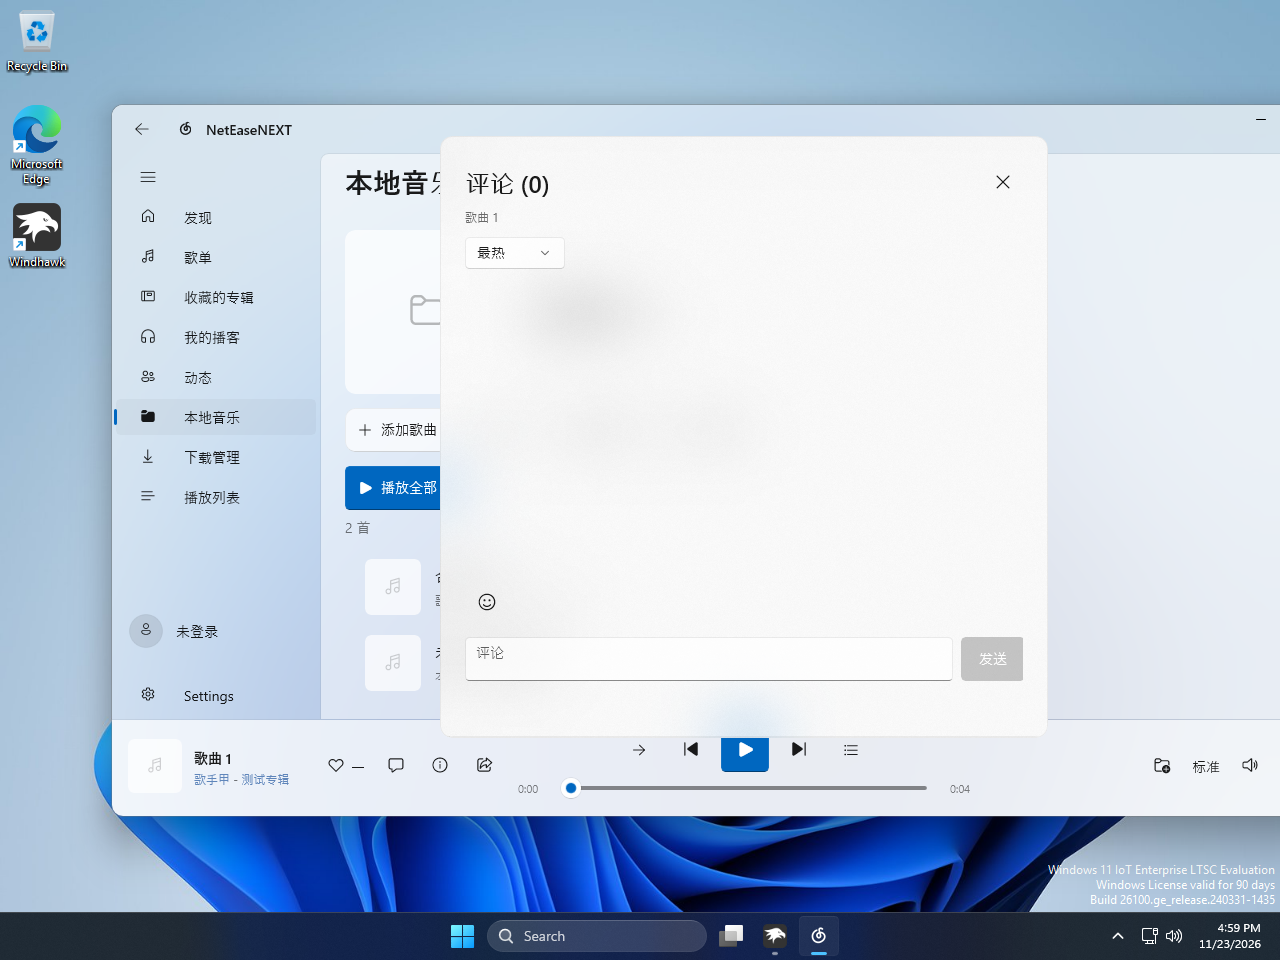 Recycle Bin
Microsoft
Edge
Windhawk
NetEaseNEXT
发现
歌单
收藏的专辑
我的播客
动态
本地音乐
下载管理
播放列表
未登录
Settings
本地音
添加歌曲
播放全部
2 首
评论 (0)
歌曲 1
最热
评论
发送
歌曲 1
歌手甲 - 测试专辑
0:00
0:04
标准
Windows 11 IoT Enterprise LTSC Evaluation
Windows License valid for 90 days
Build 26100.ge_release.240331-1435
Search
4:59 PM
11/23/2026